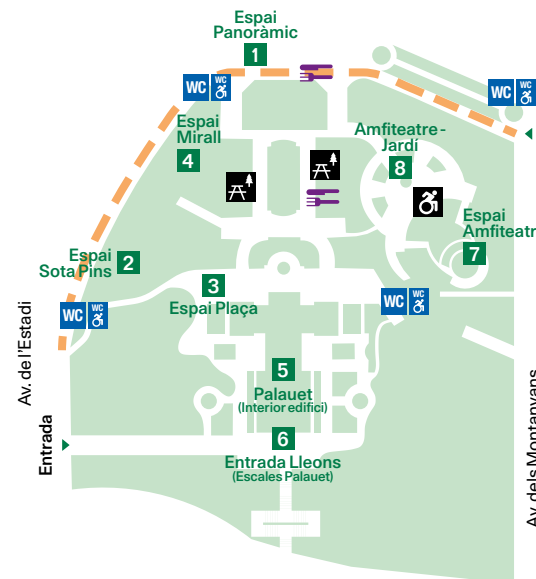 Espai
Panoràmic
1
WC
WC
WC
WC
Espai
Mirall
4
Amfiteatre-
Jardí
8
Espai
Amfiteatr
7
Espai
Sota Pins
2
3
Espai Plaça
WC
WC
WC
WC
Av. de l'Estadi
5
Palauet
(Interior edifici)
Entrada
6
Entrada Lleons
(Escales Palauet)
Av. dels Montanyans